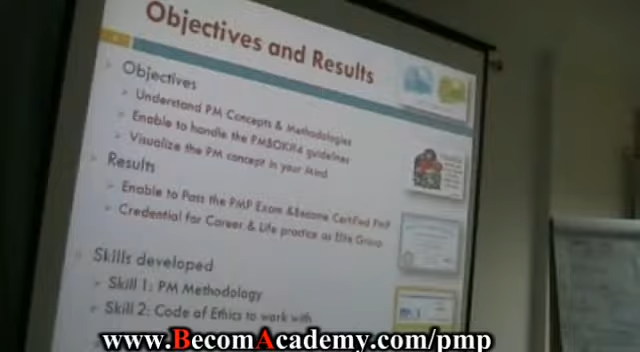 Objectives and Results
Objectives
Understand PM Concepts & Methodologies
Enable to handle the PMBOK#4 guidelines
Visualize the PM concept in your Mind
Results
Enable to Pass the PMP Exam &Become Certified PMP
Credential for Career & Life practice as Elite Group
Skills developed
Skill 1: PM Methodology
Skill 2: Code of Ethics to work with
www.BecomAcademy.com/pmp